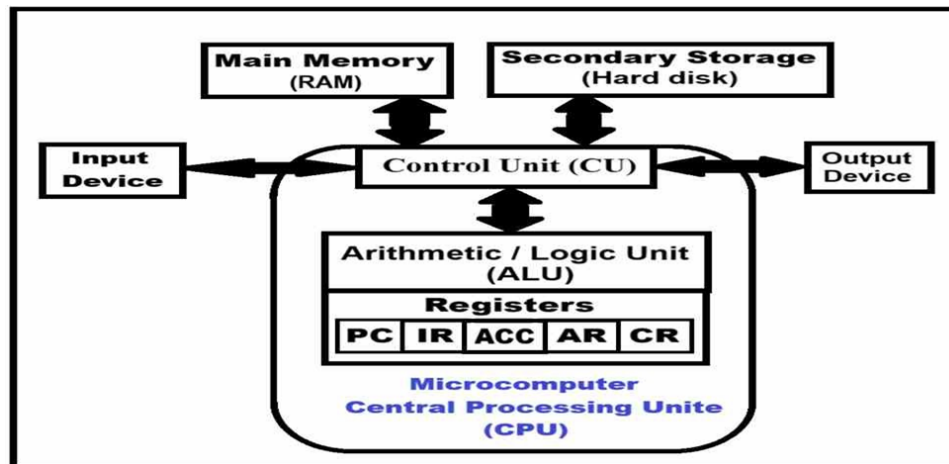 Main Memory
(RAM)
Secondary Storage
(Hard disk)
Input
Device
Control Unit (CU)
Output
Device
Arithmetic / Logic Unit
(ALU)
Registers
PC IR ACC AR CR
Microcomputer
Central Processing Unite
(CPU)